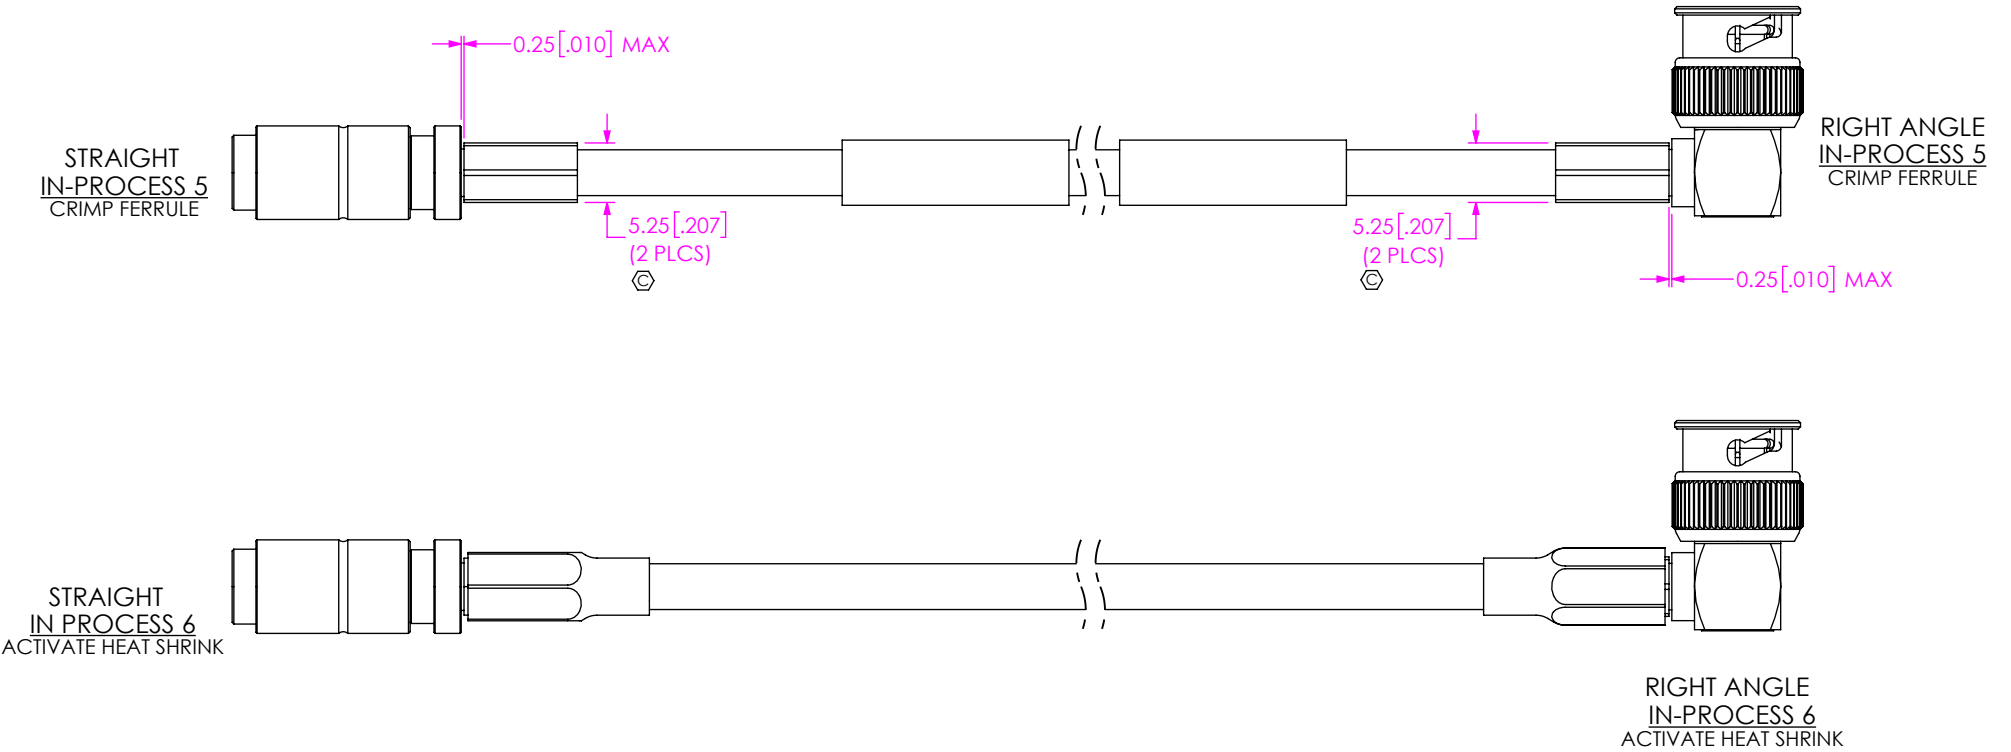 0.25[.010] MAX
STRAIGHT
IN-PROCESS 5
CRIMP FERRULE
RIGHT ANGLE
IN-PROCESS 5
CRIMP FERRULE
5.25[.207]
(2 PLCS)
C
5.25[.207]
(2 PLCS)
C
0.25[.010] MAX
STRAIGHT
IN PROCESS 6
ACTIVATE HEAT SHRINK
RIGHT ANGLE
IN-PROCESS 6
ACTIVATE HEAT SHRINK